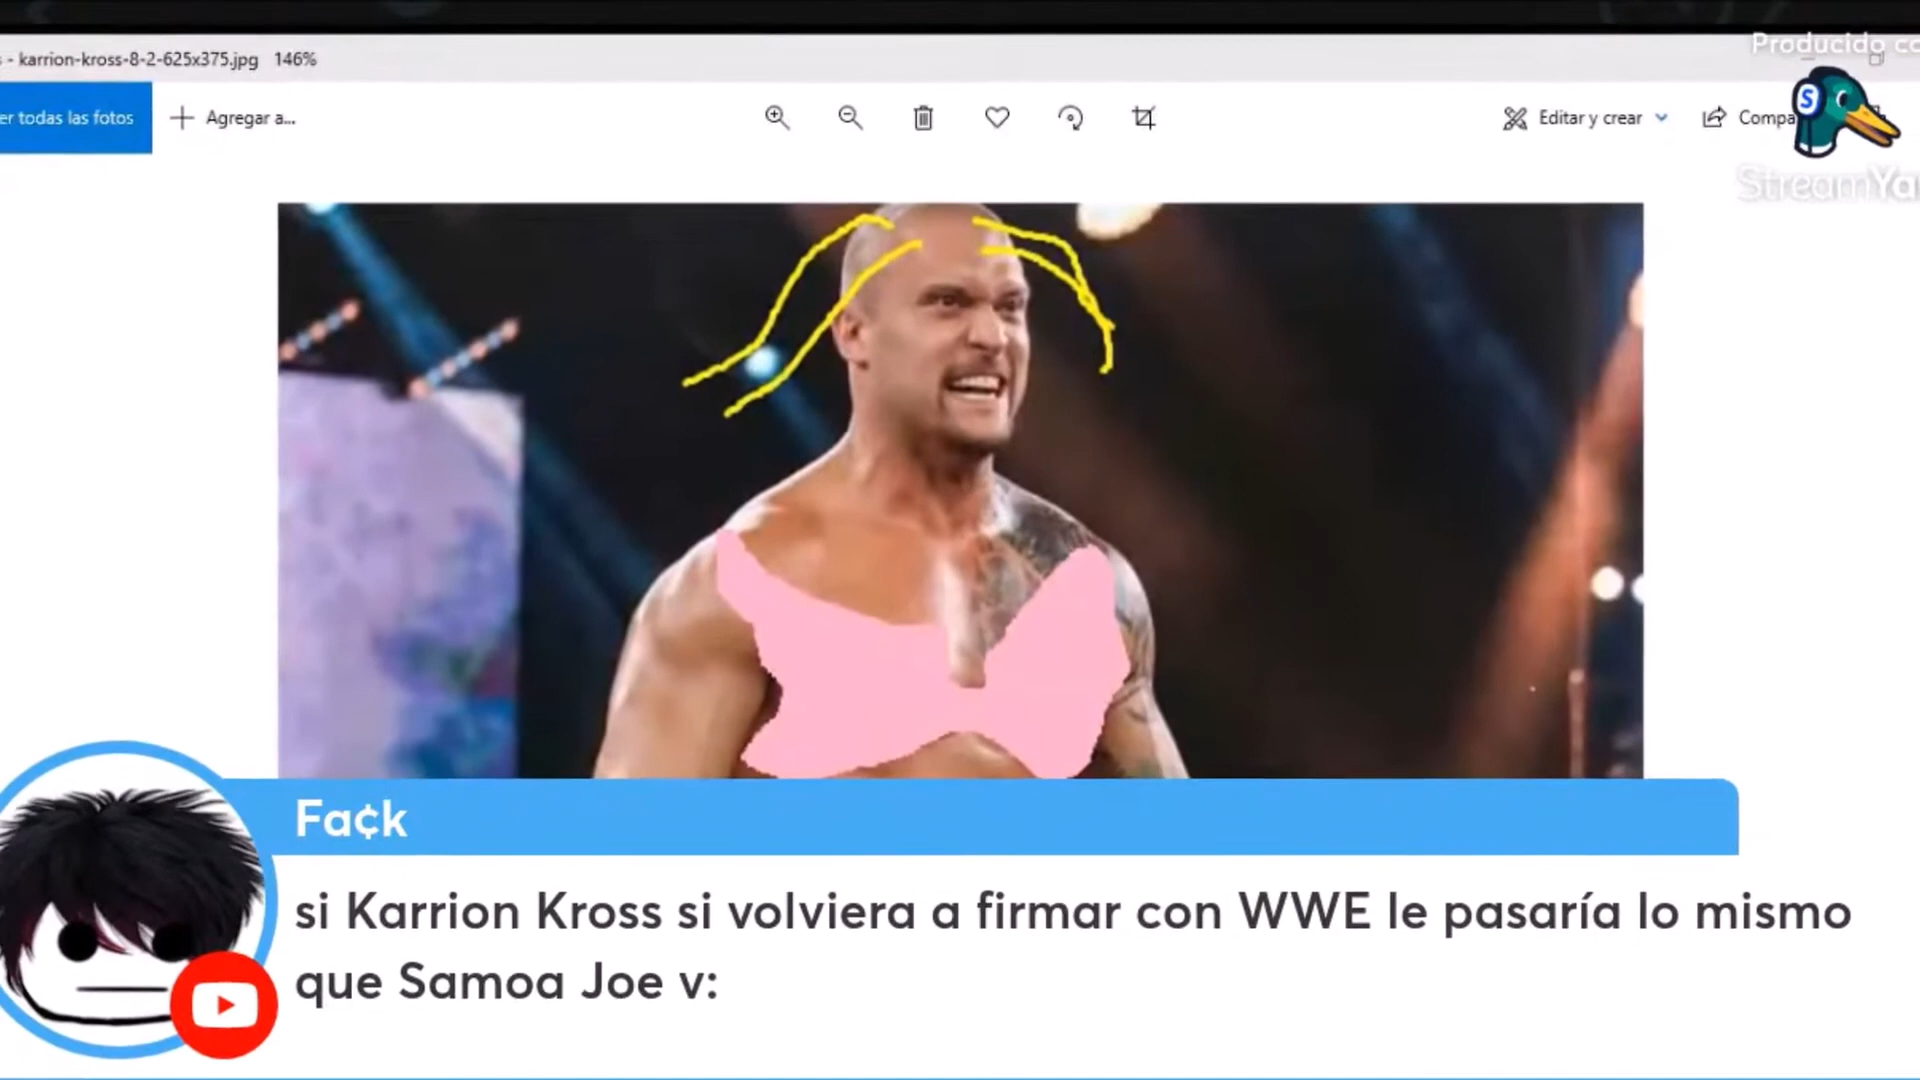 - karrion-kross-8-2-625x375.jpg 146%
Producido co
er todas las fotos
Agregar a...
Editar y crear
Compa
S
StreamYa
Fa¢k
si Karrion Kross si volviera a firmar con WWE le pasaría lo mismo
que Samoa Joe v: